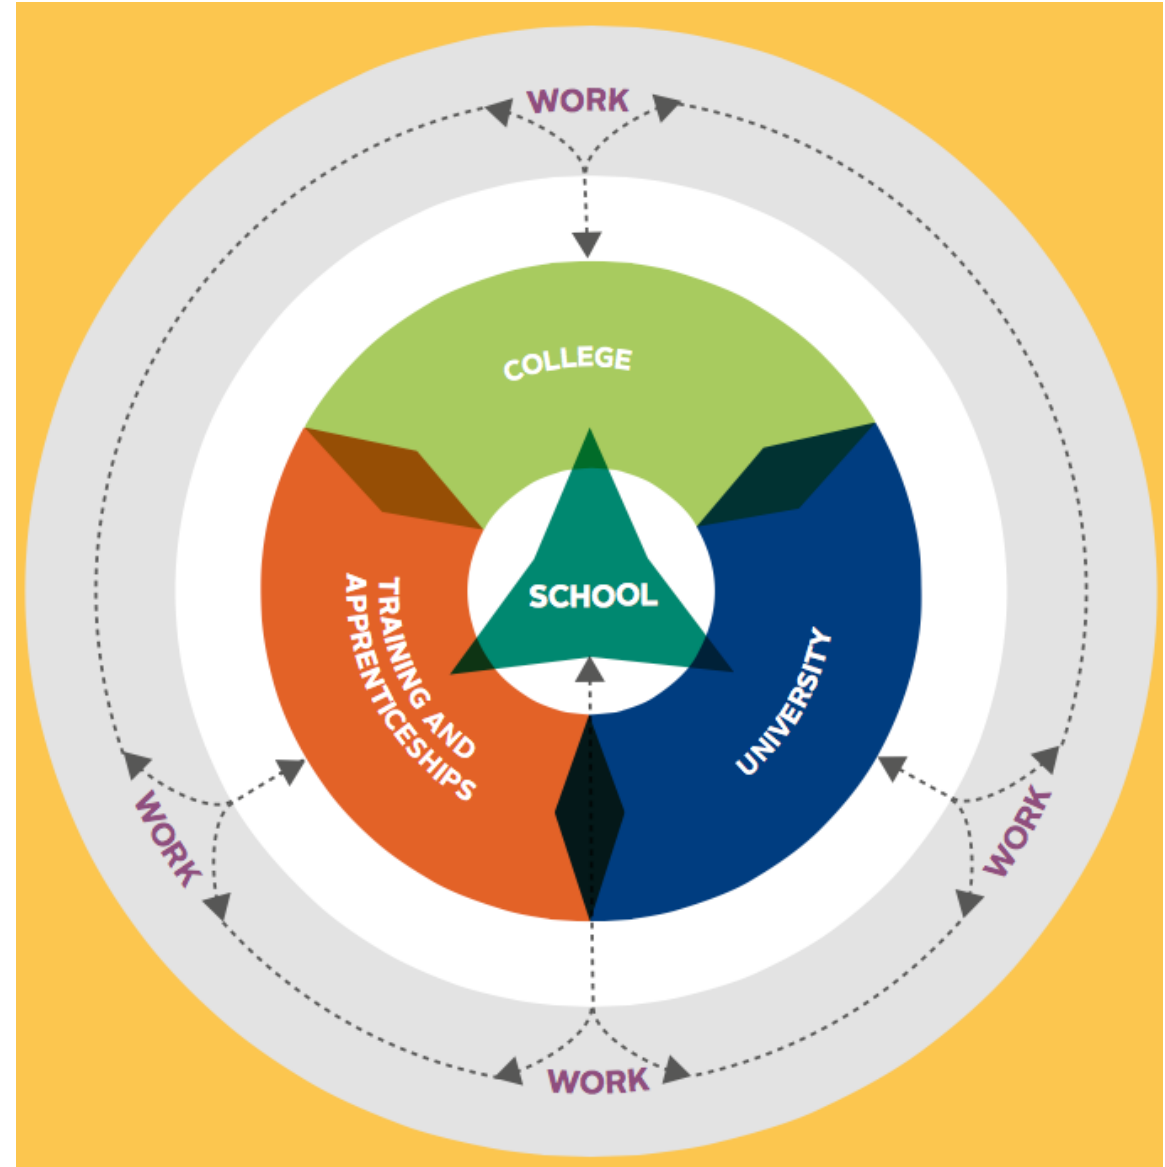 WORK
COLLEGE
SCHOOL
TRAINING AND
APPRENTICESHIPS
UNIVERSITY
WORK
WORK
WORK